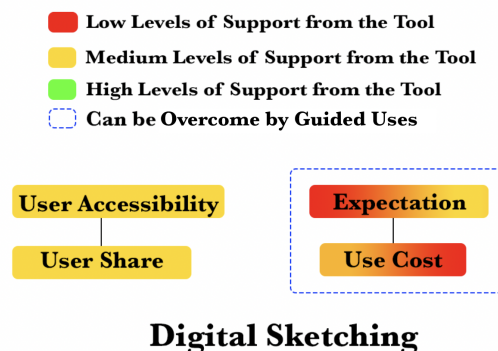 Low Levels of Support from the Tool
Medium Levels of Support from the Tool
High Levels of Support from the Tool
Can be Overcome by Guided Uses
User Accessibility
User Share
Expectation
Use Cost
Digital Sketching